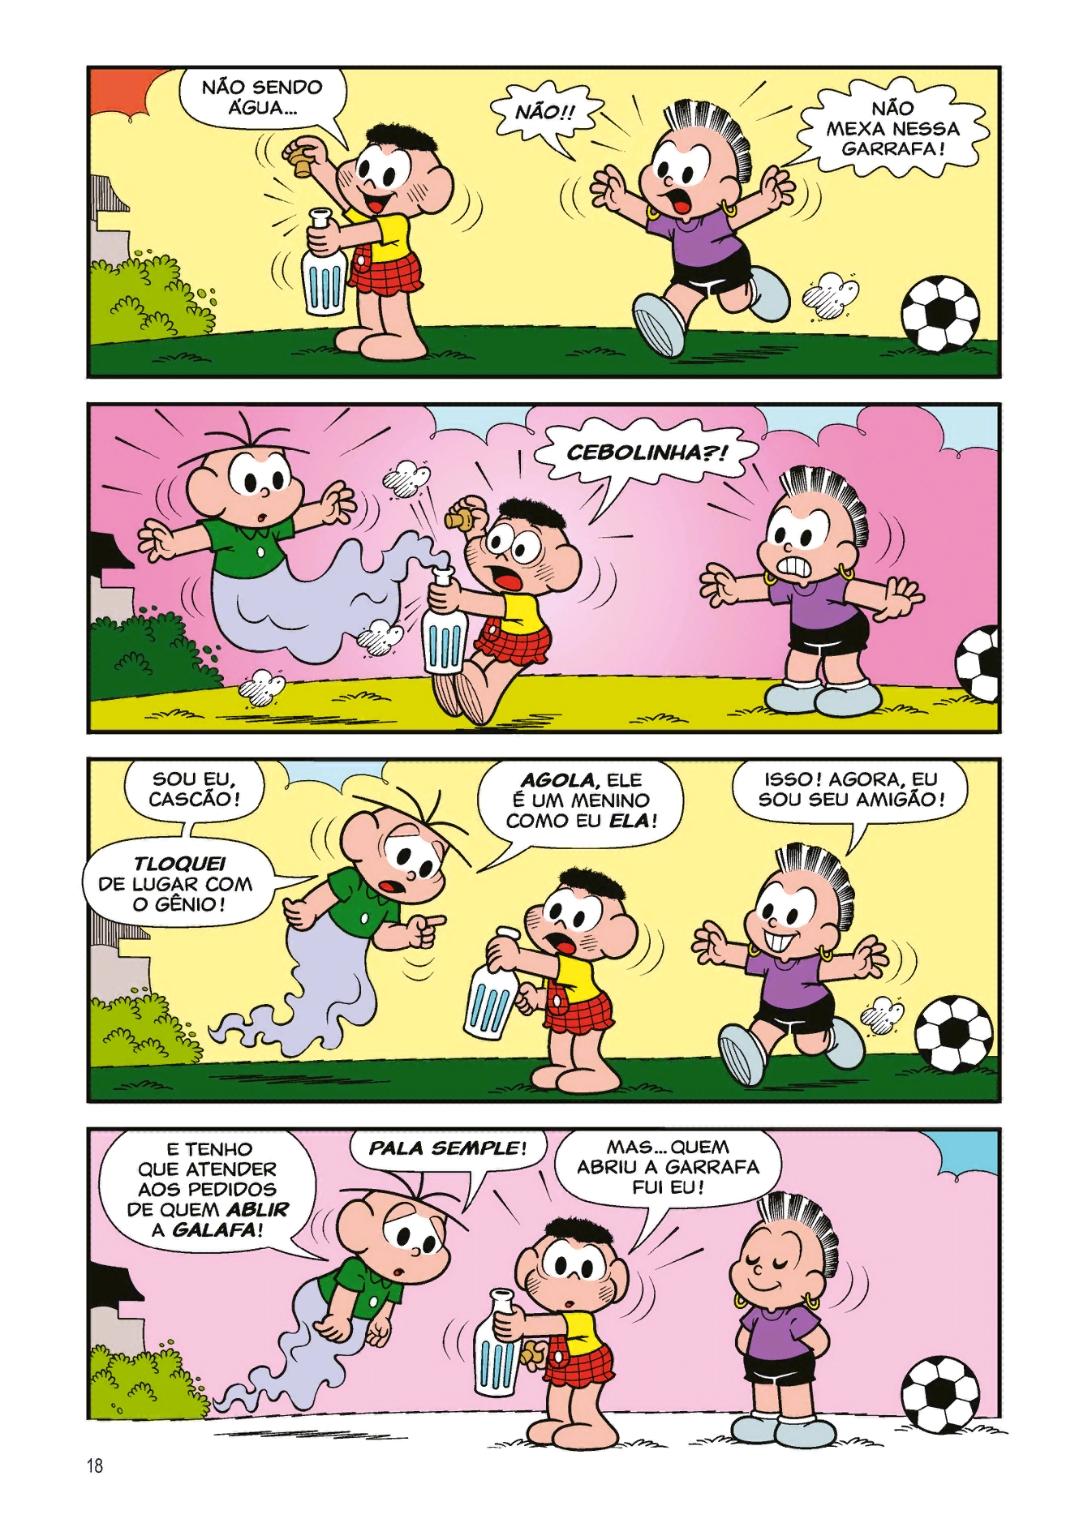 NÃO SENDO
ÁGUA...
NÃO!!
NÃO
MEXA NESSA
GARRAFA!
CEBOLINHA?!
SOU EU,
CASCÃO!
TLOQUEI
DE LUGAR COM
O GÊNIO!
AGOLA, ELE
É UM MENINO
COMO EU ELA!
ISSO! AGORA, EU
SOU SEU AMIGÃO!
E TENHO
QUE ATENDER
AOS PEDIDOS
DE QUEM ABLIR
A GALAFA!
PALA SEMPLE!
MAS... QUEM
ABRIU A GARRAFA
FUI EU!
18